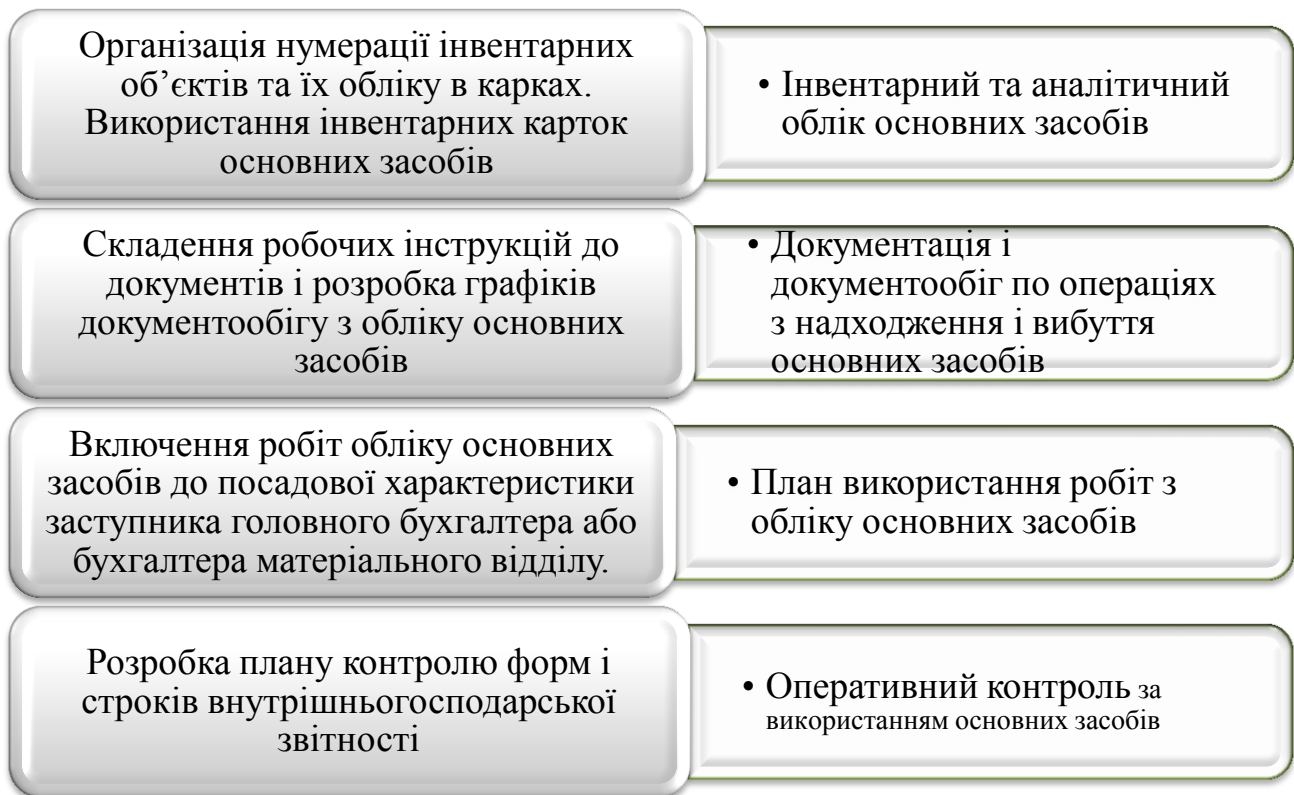 Організація нумерації інвентарних
об’єктів та їх обліку в карках.
Використання інвентарних карток
основних засобів
• Інвентарний та аналітичний
облік основних засобів
Складення робочих інструкцій до
документів і розробка графіків
документообігу з обліку основних
засобів
• Документація і
документообіг по операціях
з надходження і вибуття
основних засобів
Включення робіт обліку основних
засобів до посадової характеристики
заступника головного бухгалтера або
бухгалтера матеріального відділу.
• План використання робіт з
обліку основних засобів
Розробка плану контролю форм і
строків внутрішньогосподарської
звітності
• Оперативний контроль за
використанням основних засобів